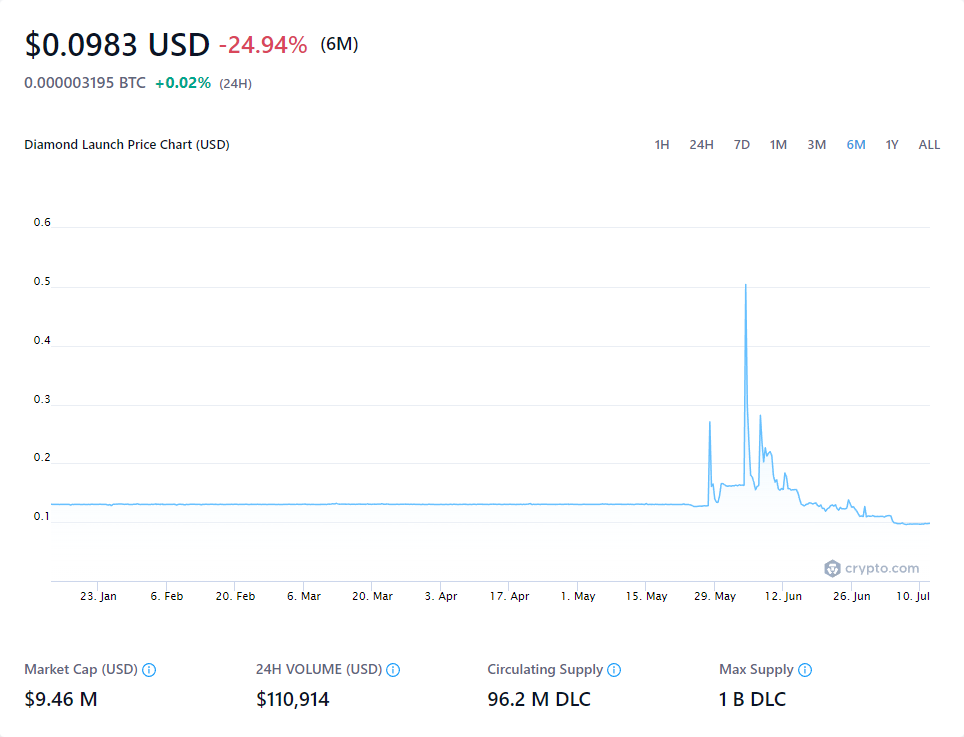 $0.0983 USD -24.94% (6M)
0.000003195 BTC +0.02% (24H)
Diamond Launch Price Chart (USD) 1H 24H 7D 1M 3M 6M 1Y ALL
0.6
0.5
0.4
0.3
0.2
0.1
crypto.com
23. Jan 6. Feb 20. Feb 6. Mar 20. Mar 3. Apr 17. Apr 1. May 15. May 29. May 12. Jun 26. Jun 10. Jul
Market Cap (USD) 24H VOLUME (USD) Circulating Supply Max Supply
$9.46 M $110,914 96.2 M DLC 1 B DLC